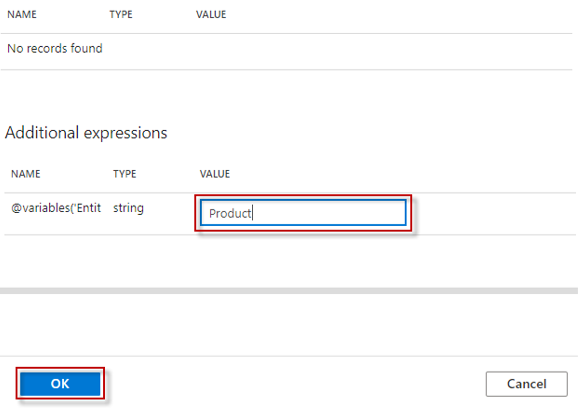 NAME TYPE VALUE
No records found
Additional expressions
NAME TYPE VALUE
@variables('Entit string Product
OK Cancel